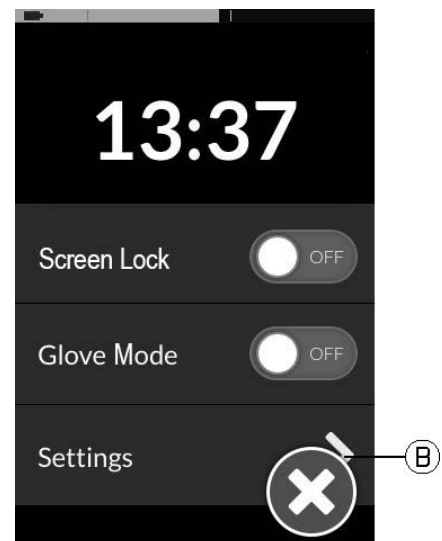 13:37
Screen Lock OFF
Glove Mode OFF
Settings
B